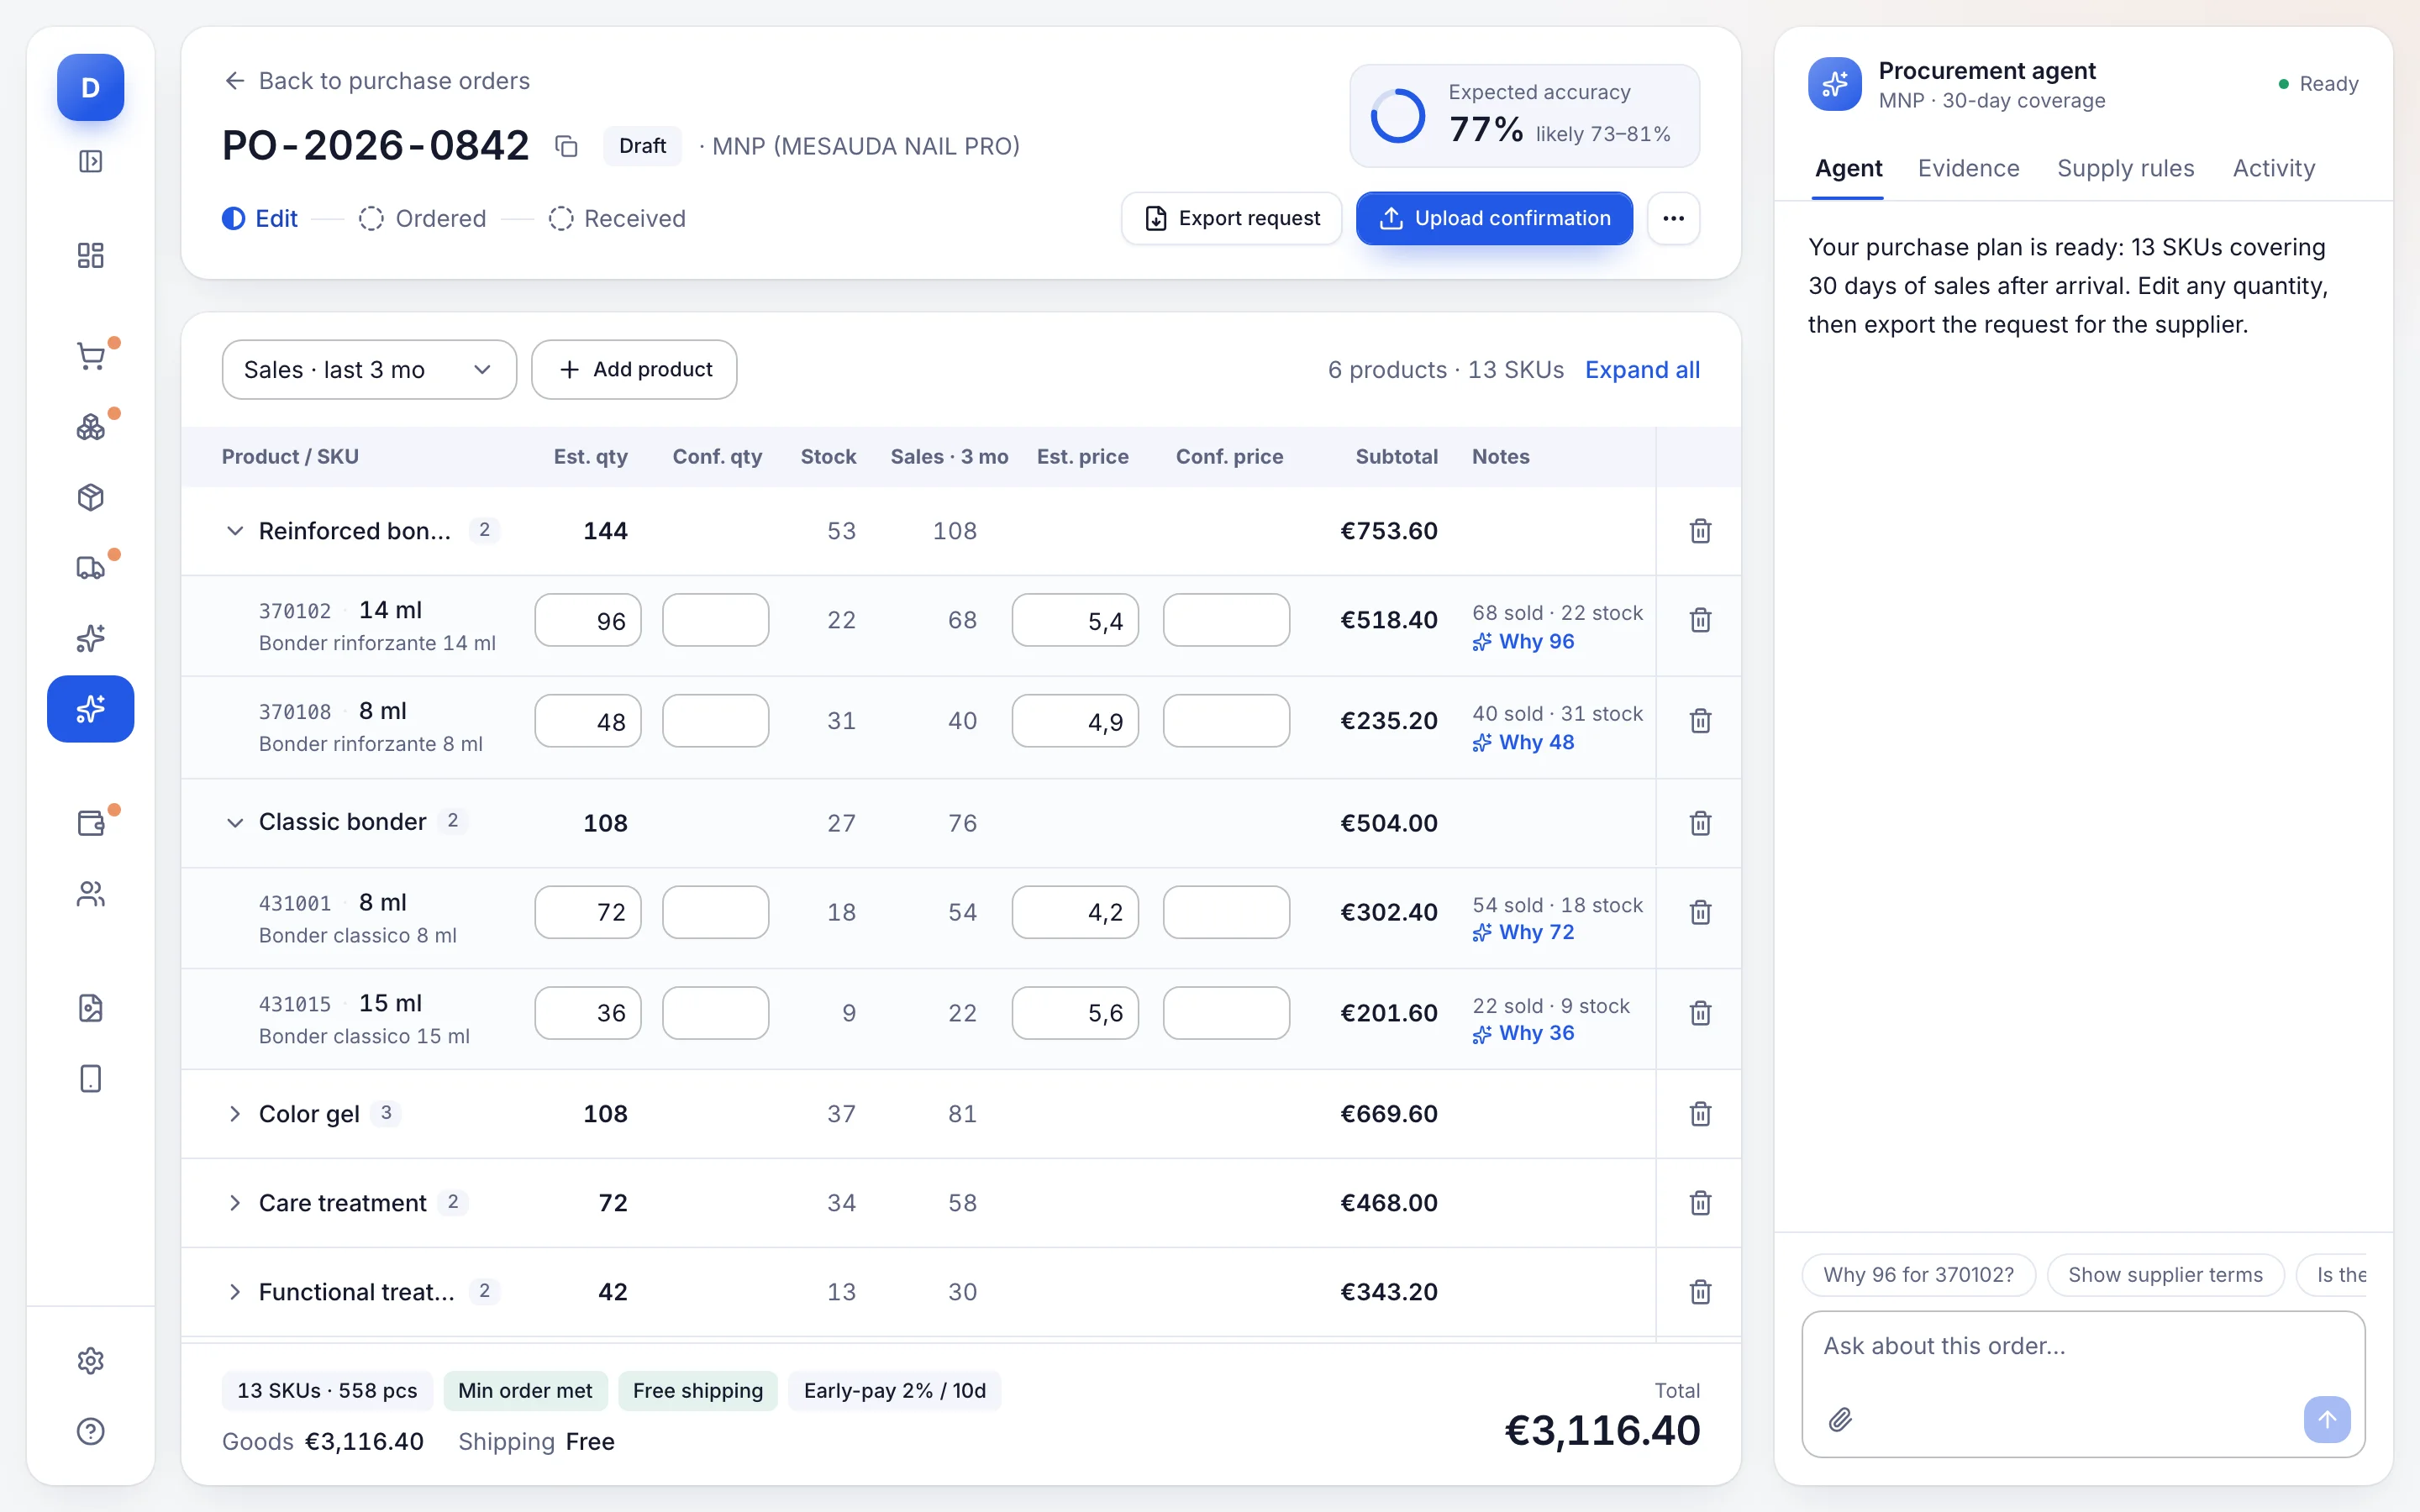 D
Back to purchase orders
PO-2026-0842
Draft
· MNP (MESAUDA NAIL PRO)
Edit
Ordered
Received
Expected accuracy
77% likely 73–81%
Export request
Upload confirmation
Sales · last 3 mo
Add product
6 products · 13 SKUs
Expand all
Product / SKU Est. qty Conf. qty Stock Sales · 3 mo Est. price Conf. price Subtotal Notes
Reinforced bon... 2 144 53 108 €753.60
370102 · 14 ml 96 22 68 5,4 €518.40 68 sold · 22 stock
Bonder rinforzante 14 ml Why 96
370108 · 8 ml 48 31 40 4,9 €235.20 40 sold · 31 stock
Bonder rinforzante 8 ml Why 48
Classic bonder 2 108 27 76 €504.00
431001 · 8 ml 72 18 54 4,2 €302.40 54 sold · 18 stock
Bonder classico 8 ml Why 72
431015 · 15 ml 36 9 22 5,6 €201.60 22 sold · 9 stock
Bonder classico 15 ml Why 36
Color gel 3 108 37 81 €669.60
Care treatment 2 72 34 58 €468.00
Functional treat... 2 42 13 30 €343.20
13 SKUs · 558 pcs
Min order met
Free shipping
Early-pay 2% / 10d
Goods €3,116.40 Shipping Free
Total
€3,116.40
Procurement agent
MNP · 30-day coverage
Ready
Agent Evidence Supply rules Activity
Your purchase plan is ready: 13 SKUs covering
30 days of sales after arrival. Edit any quantity,
then export the request for the supplier.
Why 96 for 370102?
Show supplier terms
Is the
Ask about this order...